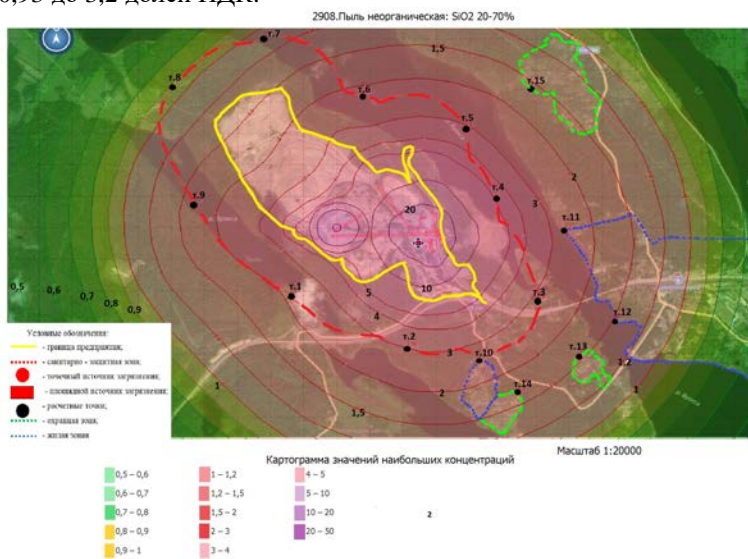 0,95 до 5,2 долей ПДК.
2908.Пыль неорганическая: SiO2 20-70%
т.7
1,5
т.8
т.6
т.15
т.5
2
т.4
20
3
т.9
т.11
0,5
0,6
0,7
0,8
0,9
5
10
т.1
4
т.3
т.12
т.2
3
т.10
т.13
1,2
т.14
1
1
2
1,5
Условные обозначения:
- граница предприятия;
- санитарно - защитная зона;
- точечный источник загрязнения;
- площадной источник загрязнения;
- расчетные точки;
- охранная зона;
- жилая зона
Масштаб 1:20000
Картограмма значений наибольших концентраций
0,5 – 0,6
1 – 1,2
4 – 5
0,6 – 0,7
1,2 – 1,5
5 – 10
0,7 – 0,8
1,5 – 2
10 – 20
2
0,8 – 0,9
2 – 3
20 – 50
0,9 – 1
3 – 4